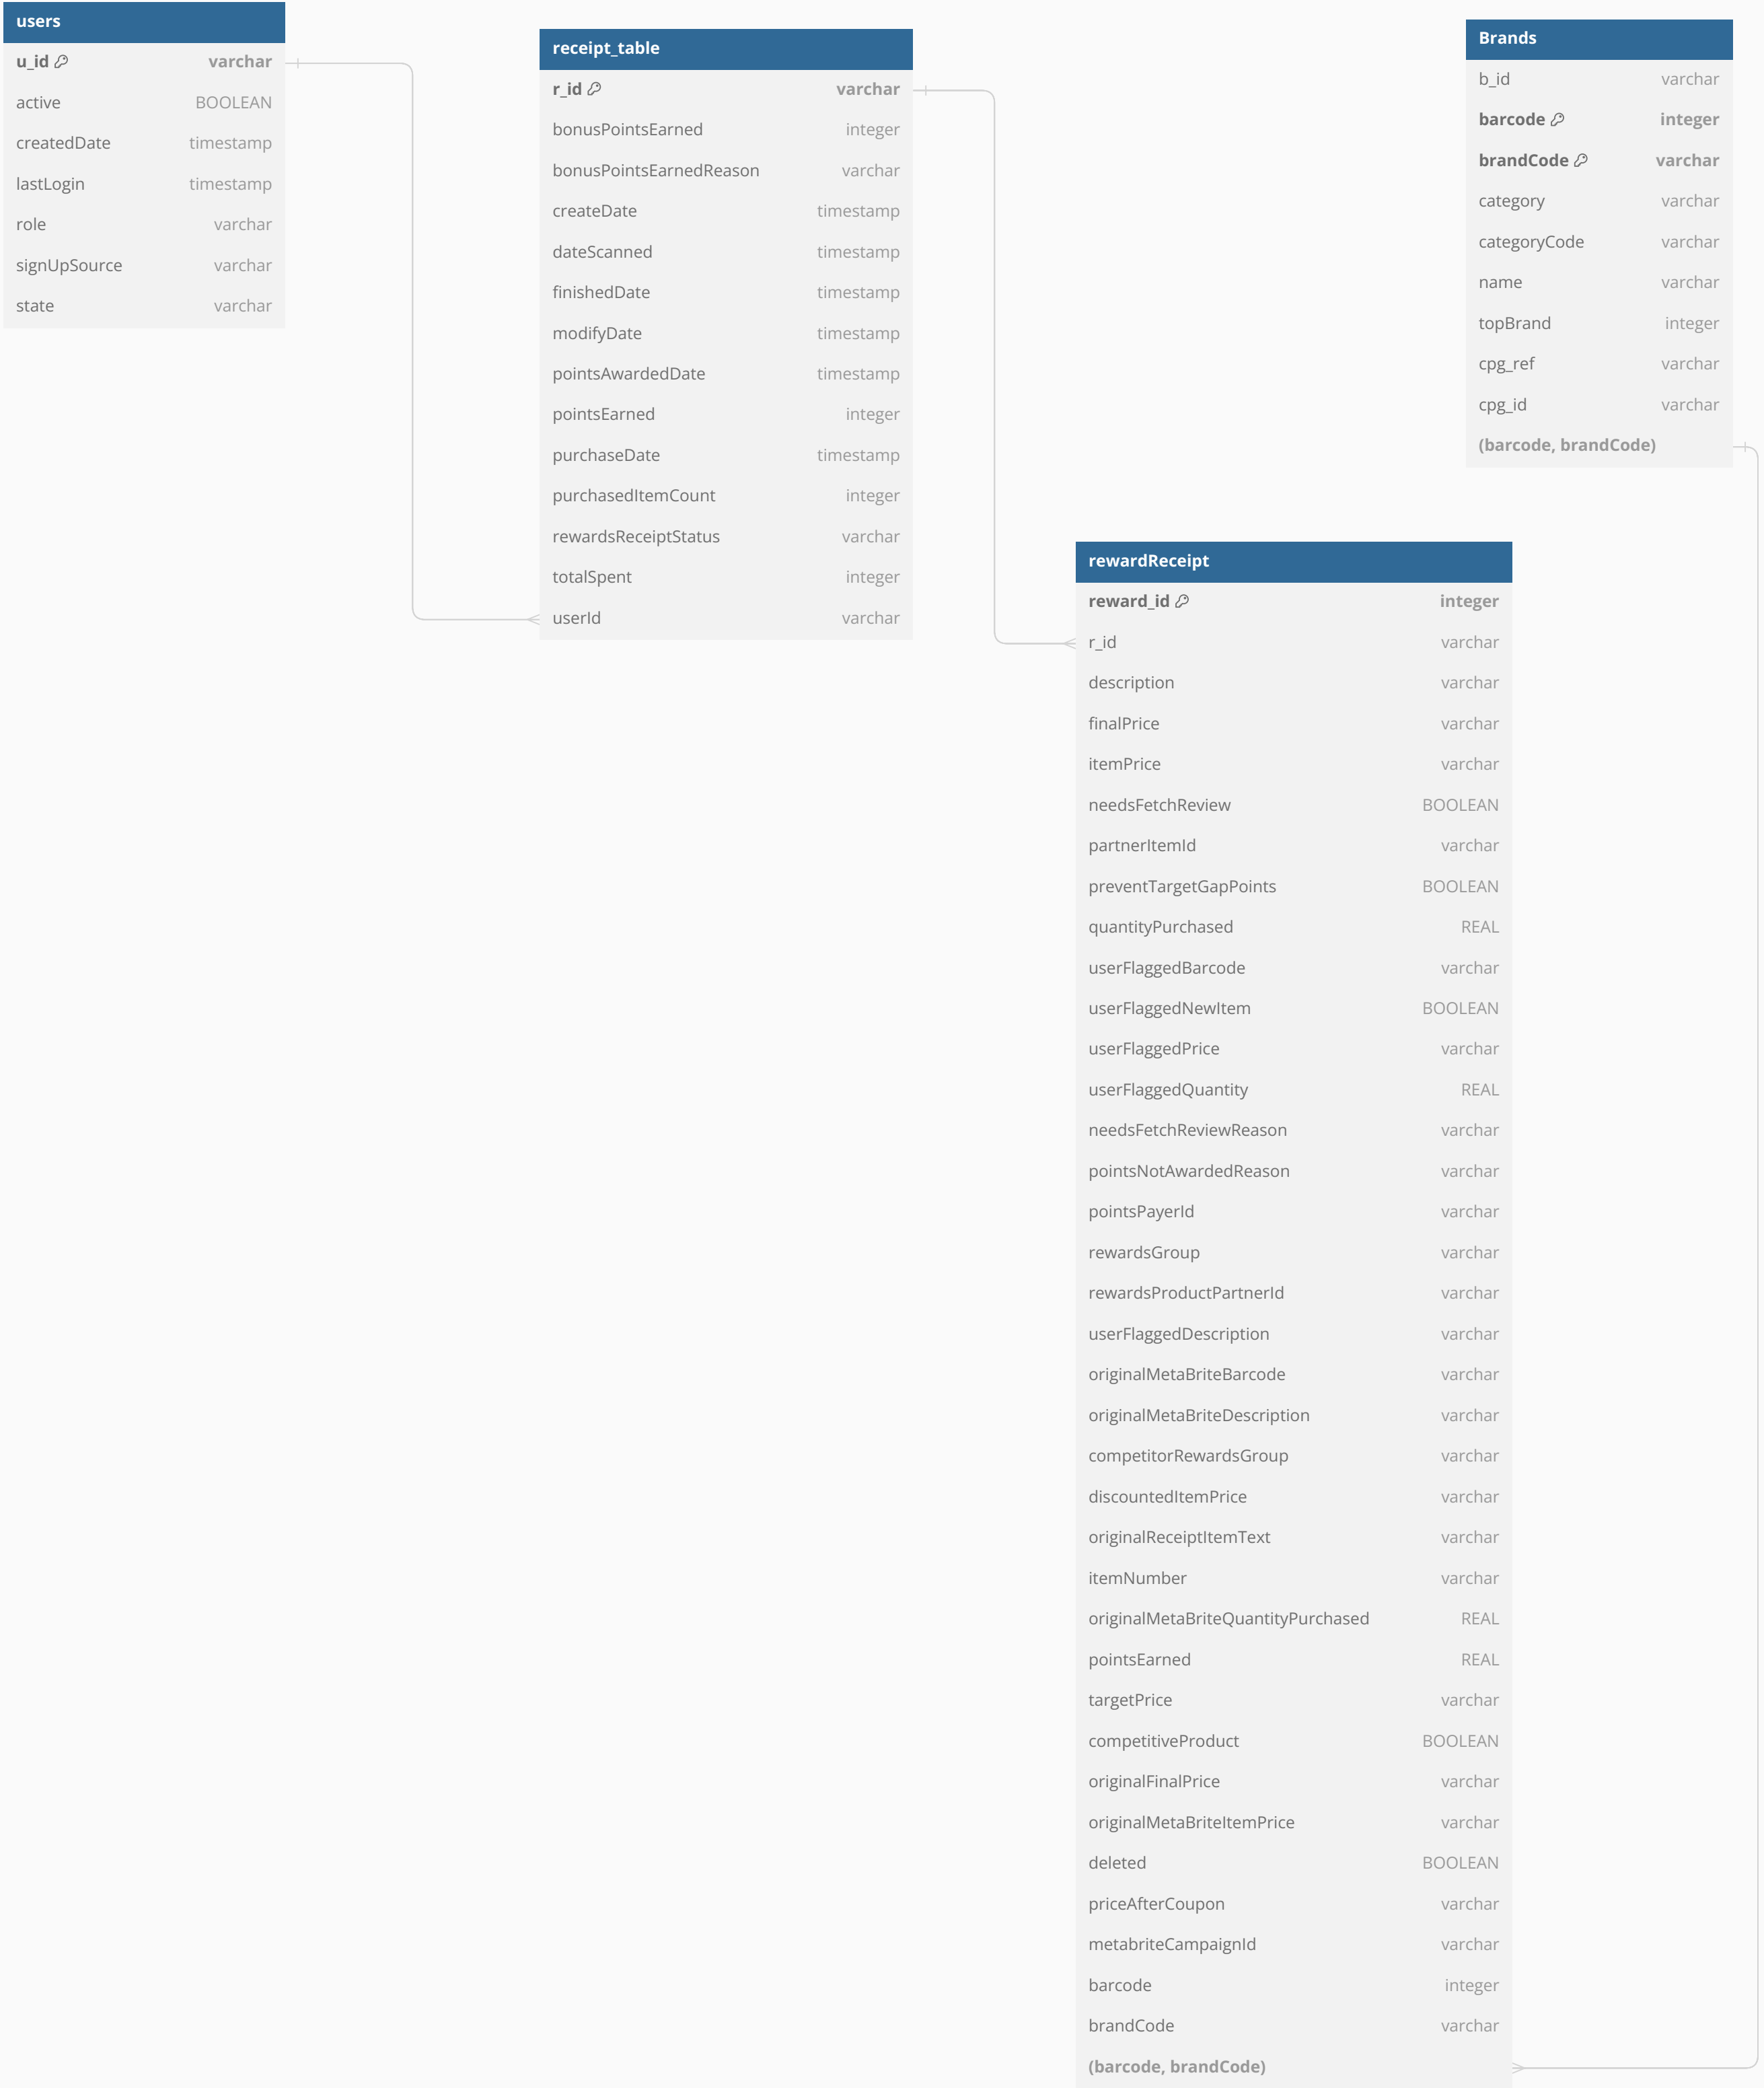 users
u_id varchar
active BOOLEAN
createdDate timestamp
lastLogin timestamp
role varchar
signUpSource varchar
state varchar
receipt_table
r_id varchar
bonusPointsEarned integer
bonusPointsEarnedReason varchar
createDate timestamp
dateScanned timestamp
finishedDate timestamp
modifyDate timestamp
pointsAwardedDate timestamp
pointsEarned integer
purchaseDate timestamp
purchasedItemCount integer
rewardsReceiptStatus varchar
totalSpent integer
userId varchar
Brands
b_id varchar
barcode integer
brandCode varchar
category varchar
categoryCode varchar
name varchar
topBrand integer
cpg_ref varchar
cpg_id varchar
(barcode, brandCode)
rewardReceipt
reward_id integer
r_id varchar
description varchar
finalPrice varchar
itemPrice varchar
needsFetchReview BOOLEAN
partnerItemId varchar
preventTargetGapPoints BOOLEAN
quantityPurchased REAL
userFlaggedBarcode varchar
userFlaggedNewItem BOOLEAN
userFlaggedPrice varchar
userFlaggedQuantity REAL
needsFetchReviewReason varchar
pointsNotAwardedReason varchar
pointsPayerId varchar
rewardsGroup varchar
rewardsProductPartnerId varchar
userFlaggedDescription varchar
originalMetaBriteBarcode varchar
originalMetaBriteDescription varchar
competitorRewardsGroup varchar
discountedItemPrice varchar
originalReceiptItemText varchar
itemNumber varchar
originalMetaBriteQuantityPurchased REAL
pointsEarned REAL
targetPrice varchar
competitiveProduct BOOLEAN
originalFinalPrice varchar
originalMetaBriteItemPrice varchar
deleted BOOLEAN
priceAfterCoupon varchar
metabriteCampaignId varchar
barcode integer
brandCode varchar
(barcode, brandCode)